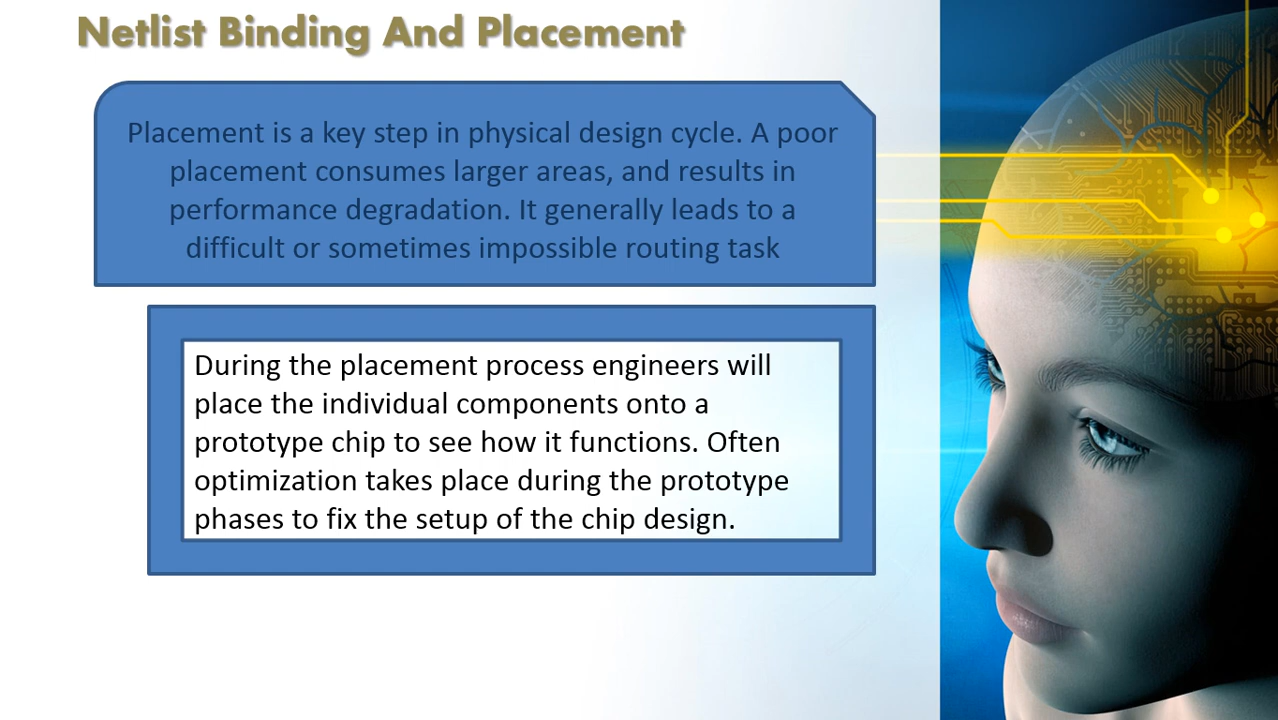 Netlist Binding And Placement
Placement is a key step in physical design cycle. A poor
placement consumes larger areas, and results in
performance degradation. It generally leads to a
difficult or sometimes impossible routing task
During the placement process engineers will
place the individual components onto a
prototype chip to see how it functions. Often
optimization takes place during the prototype
phases to fix the setup of the chip design.